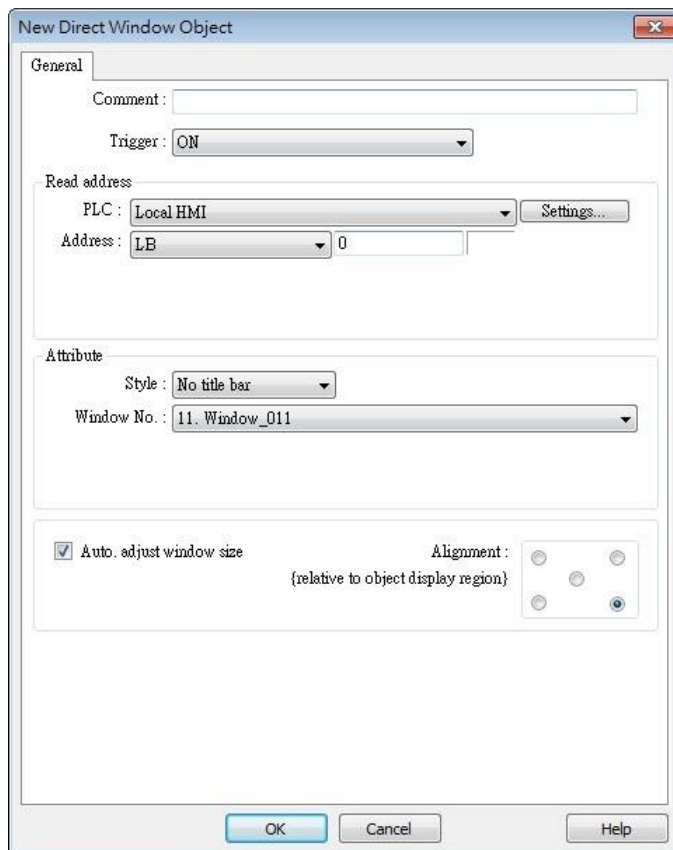 New Direct Window Object
General
Comment :
Trigger : ON
Read address
PLC : Local HMI Settings...
Address : LB 0
Attribute
Style : No title bar
Window No. : 11. Window_011
Auto. adjust window size Alignment :
{relative to object display region}
OK Cancel Help